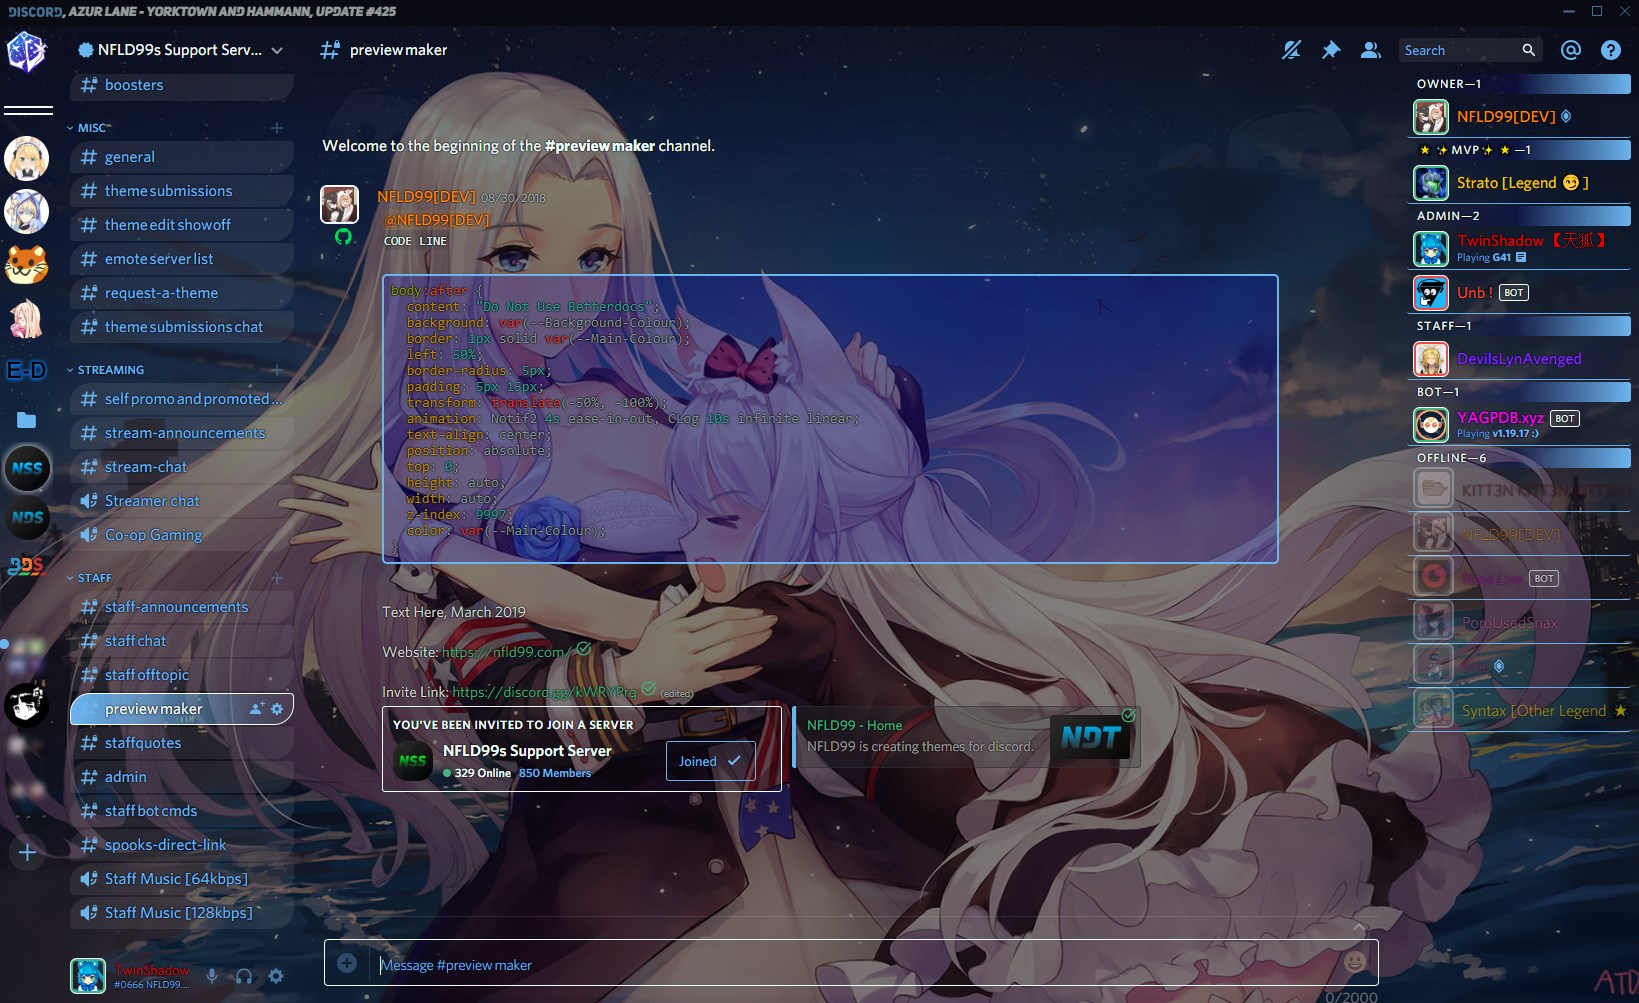 DISCORD, AZUR LANE - YORKTOWN AND HAMMANN, UPDATE #425
NFLD99s Support Serv...
preview maker
Search
boosters
MISC
general
theme submissions
theme edit showoff
emote server list
request-a-theme
theme submissions chat
STREAMING
self promo and promoted ...
stream-announcements
stream-chat
Streamer chat
Co-op Gaming
STAFF
staff-announcements
staff chat
staff offtopic
preview maker
staffquotes
admin
staff bot cmds
spooks-direct-link
Staff Music [64kbps]
Staff Music [128kbps]
TwinShadow
#0666 NFLD99....
E-D
NSS
NDS
BDS
Welcome to the beginning of the #preview maker channel.
NFLD99[DEV] 08/30/2018
@NFLD99[DEV]
CODE LINE
body:after {
content: "Do Not Use Betterdocs";
background: var(--Background-Colour);
border: 1px solid var(--Main-Colour);
left: 50%;
border-radius: 5px;
padding: 5px 15px;
transform: translate(-50%, -100%);
animation: Notif2 4s ease-in-out, CLog 10s infinite linear;
text-align: center;
position: absolute;
top: 0;
height: auto;
width: auto;
z-index: 9997;
color: var(--Main-Colour);
}
Text Here, March 2019
Website: https://nfld99.com/
Invite Link: https://discord.gg/kWRYPrq (edited)
YOU'VE BEEN INVITED TO JOIN A SERVER
NSS
NFLD99s Support Server
329 Online 850 Members
Joined
NFLD99 - Home
NFLD99 is creating themes for discord.
NDT
Message #preview maker
0/2000
OWNER—1
NFLD99[DEV]
⭐✨MVP✨⭐—1
Strato [Legend 😏]
ADMIN—2
TwinShadow 【天狐】
Playing G41
Unb ! BOT
STAFF—1
DevilsLynAvenged
BOT—1
YAGPDB.xyz BOT
Playing v1.19.17 :)
OFFLINE—6
KITT3N KITT3N KITT3N
NFLD99[DEV]
BOT
PoroUsedSnax
Syntax [Other Legend ⭐